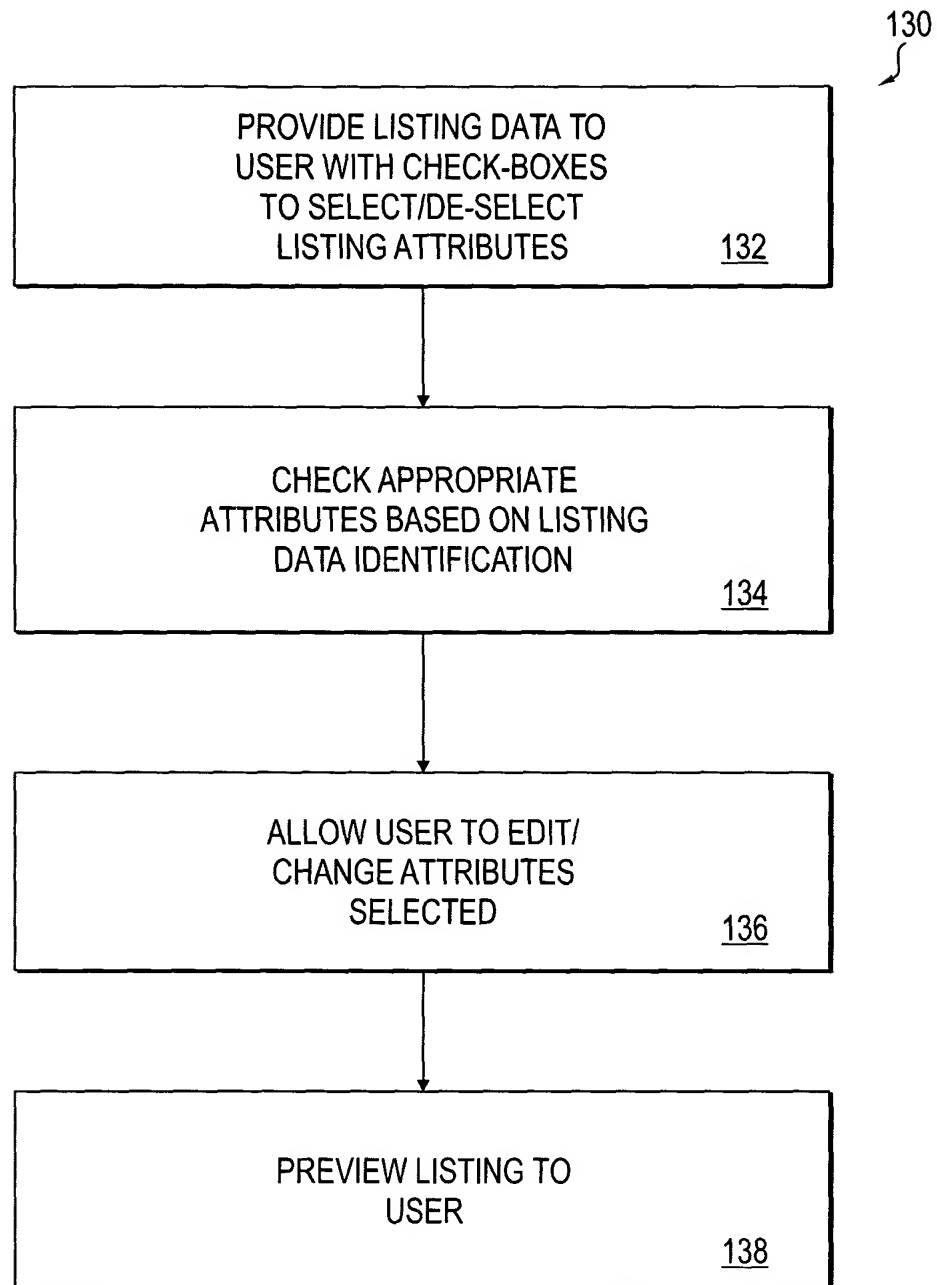 130
PROVIDE LISTING DATA TO
USER WITH CHECK-BOXES
TO SELECT/DE-SELECT
LISTING ATTRIBUTES
132
CHECK APPROPRIATE
ATTRIBUTES BASED ON LISTING
DATA IDENTIFICATION
134
ALLOW USER TO EDIT/
CHANGE ATTRIBUTES
SELECTED
136
PREVIEW LISTING TO
USER
138